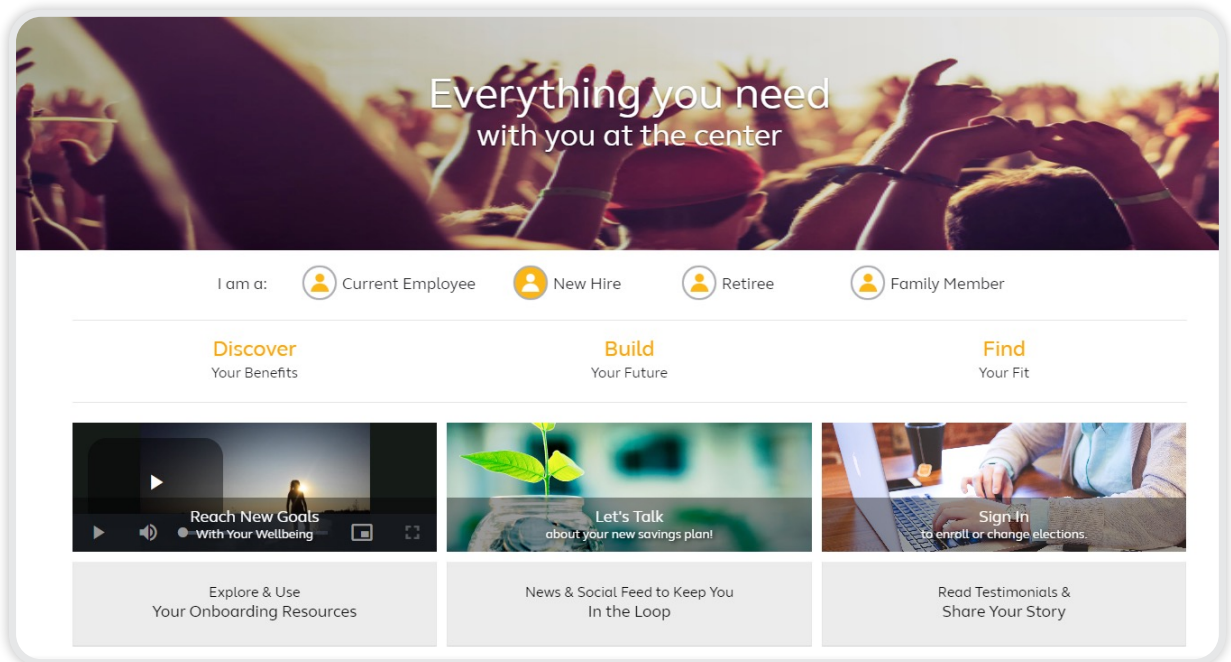 Everything you need
with you at the center
I am a: Current Employee New Hire Retiree Family Member
Discover
Your Benefits
Build
Your Future
Find
Your Fit
Reach New Goals
With Your Wellbeing
Let's Talk
about your new savings plan!
Sign In
to enroll or change elections.
Explore & Use
Your Onboarding Resources
News & Social Feed to Keep You
In the Loop
Read Testimonials &
Share Your Story